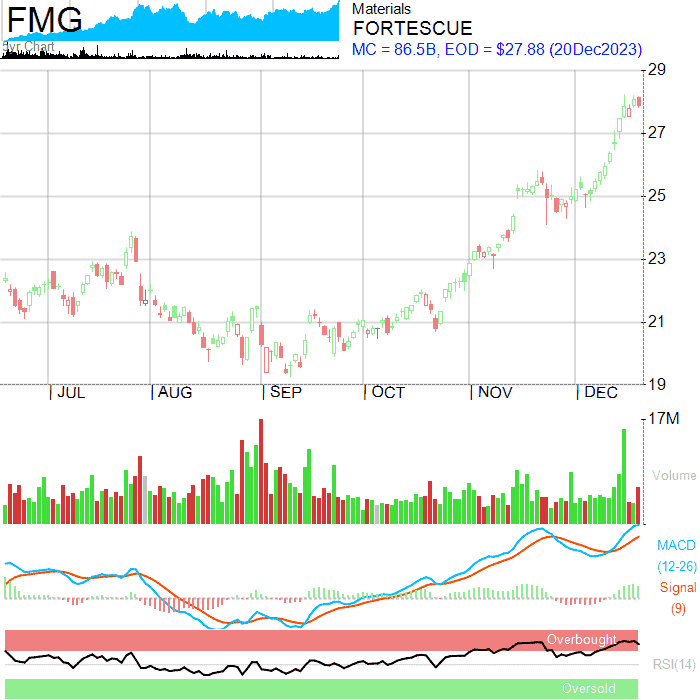 FMG
5yr Chart
Materials
FORTESCUE
MC = 86.5B, EOD = $27.88 (20Dec2023)
29
27
25
23
21
19
JUL AUG SEP OCT NOV DEC
17M
Volume
MACD
(12-26)
Signal
(9)
Overbought
RSI(14)
Oversold